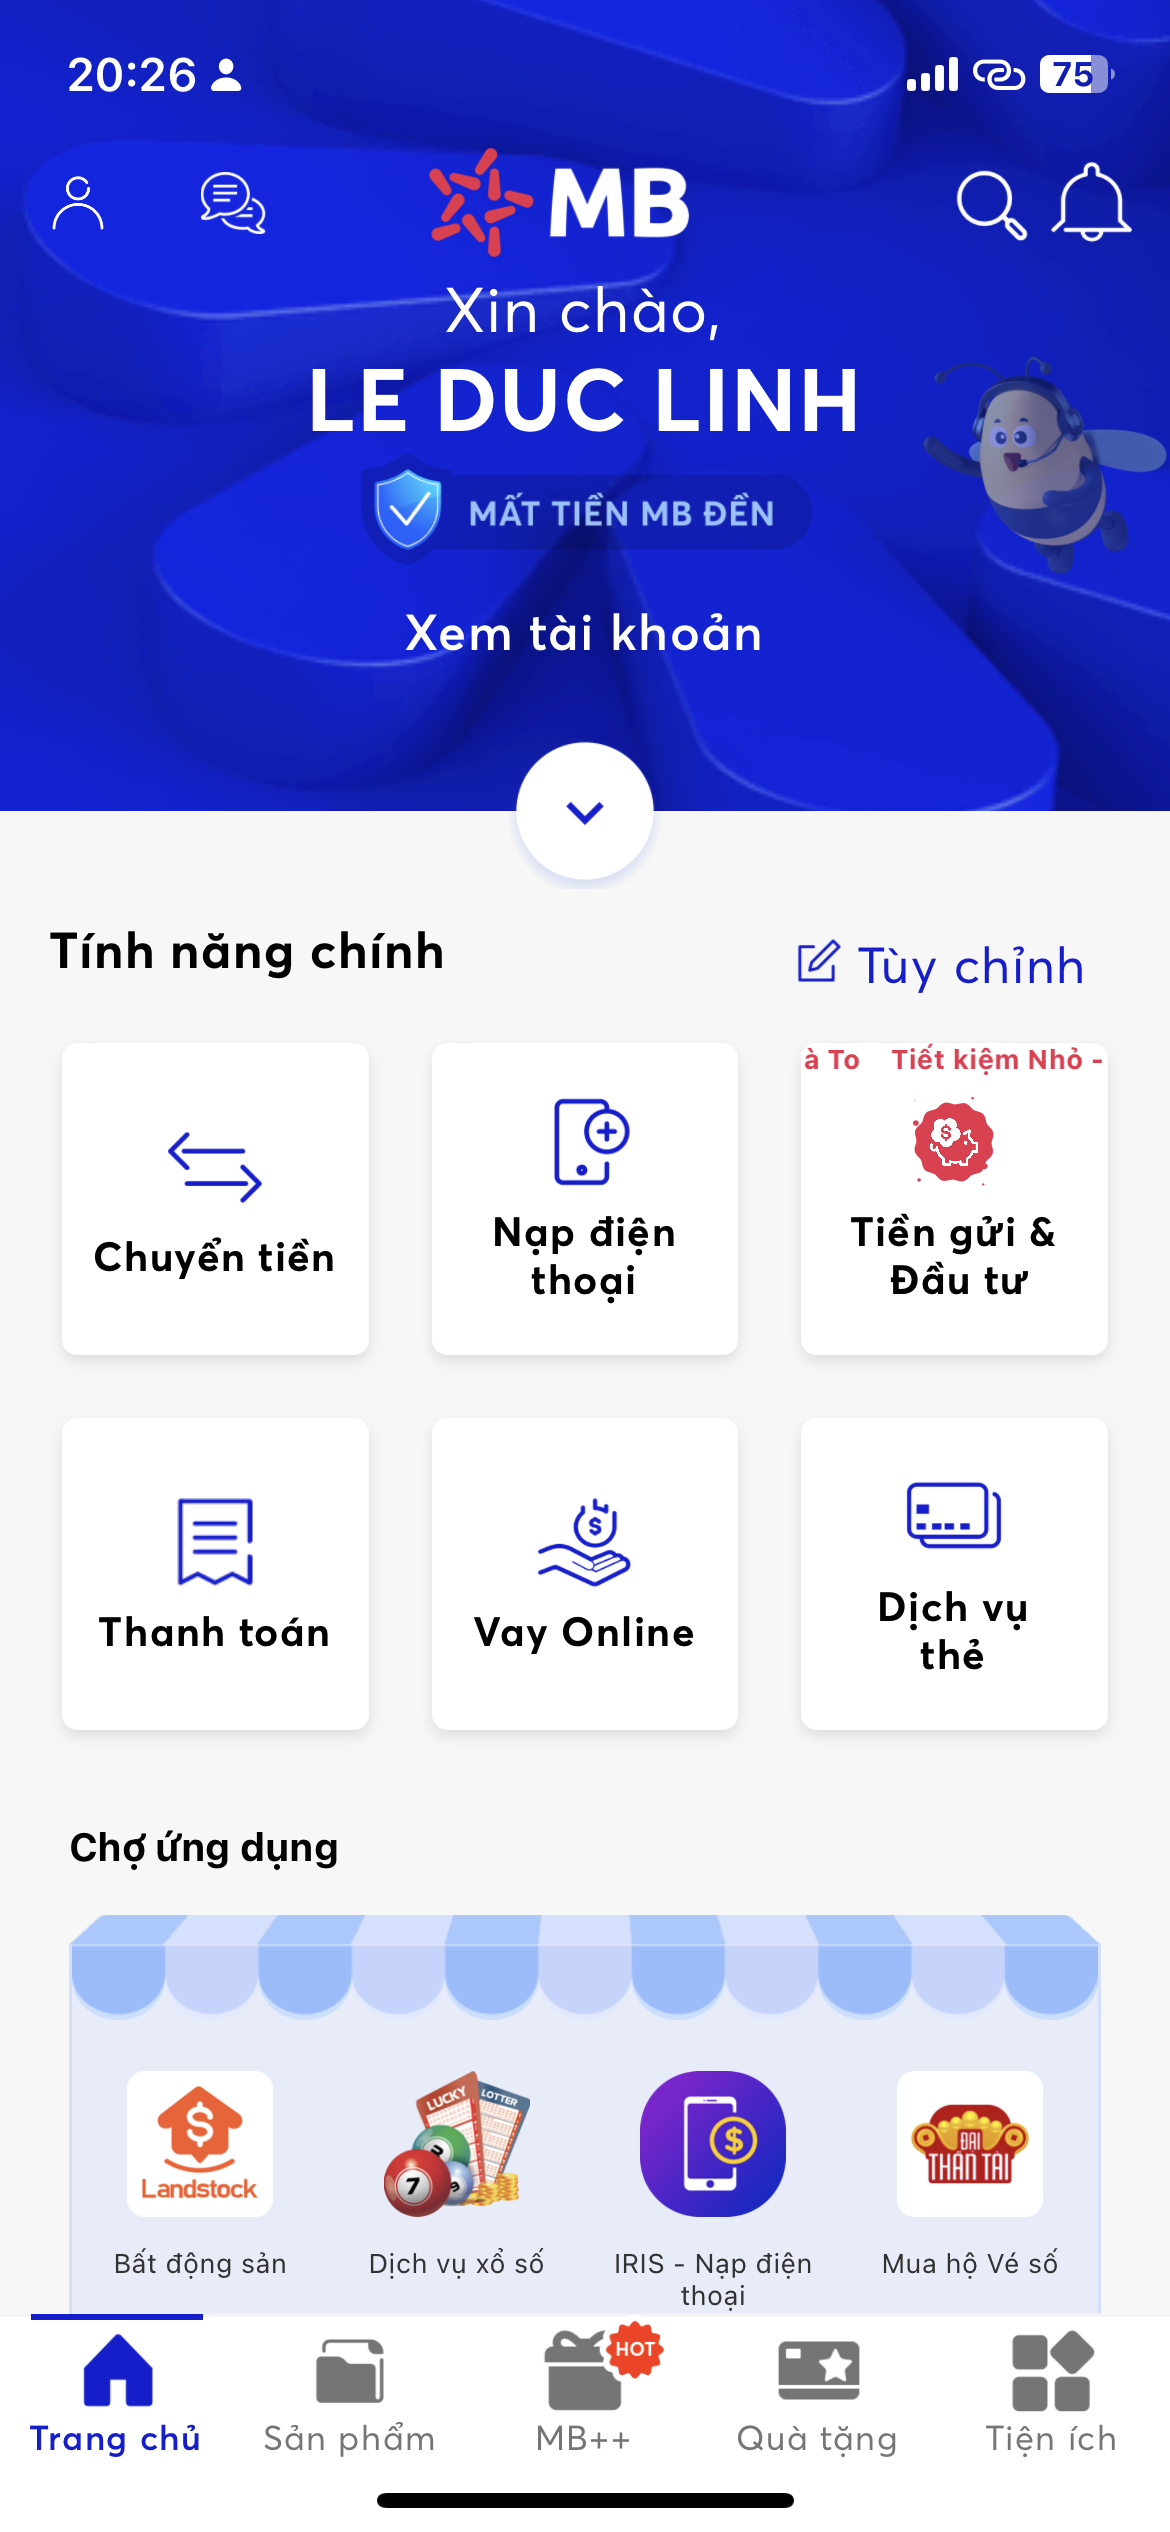 20:26
75
MB
Xin chào,
LE DUC LINH
MẤT TIỀN MB ĐỀN
Xem tài khoản
Tính năng chính
Tùy chỉnh
à To    Tiết kiệm Nhỏ -
Chuyển tiền
Nạp điện
thoại
Tiền gửi &
Đầu tư
Thanh toán
Vay Online
Dịch vụ
thẻ
Chợ ứng dụng
Landstock
LUCKY
LOTTER
7
ĐẠI
THẦN TÀI
Bất động sản
Dịch vụ xổ số
IRIS - Nạp điện
thoại
Mua hộ Vé số
HOT
Trang chủ
Sản phẩm
MB++
Quà tặng
Tiện ích